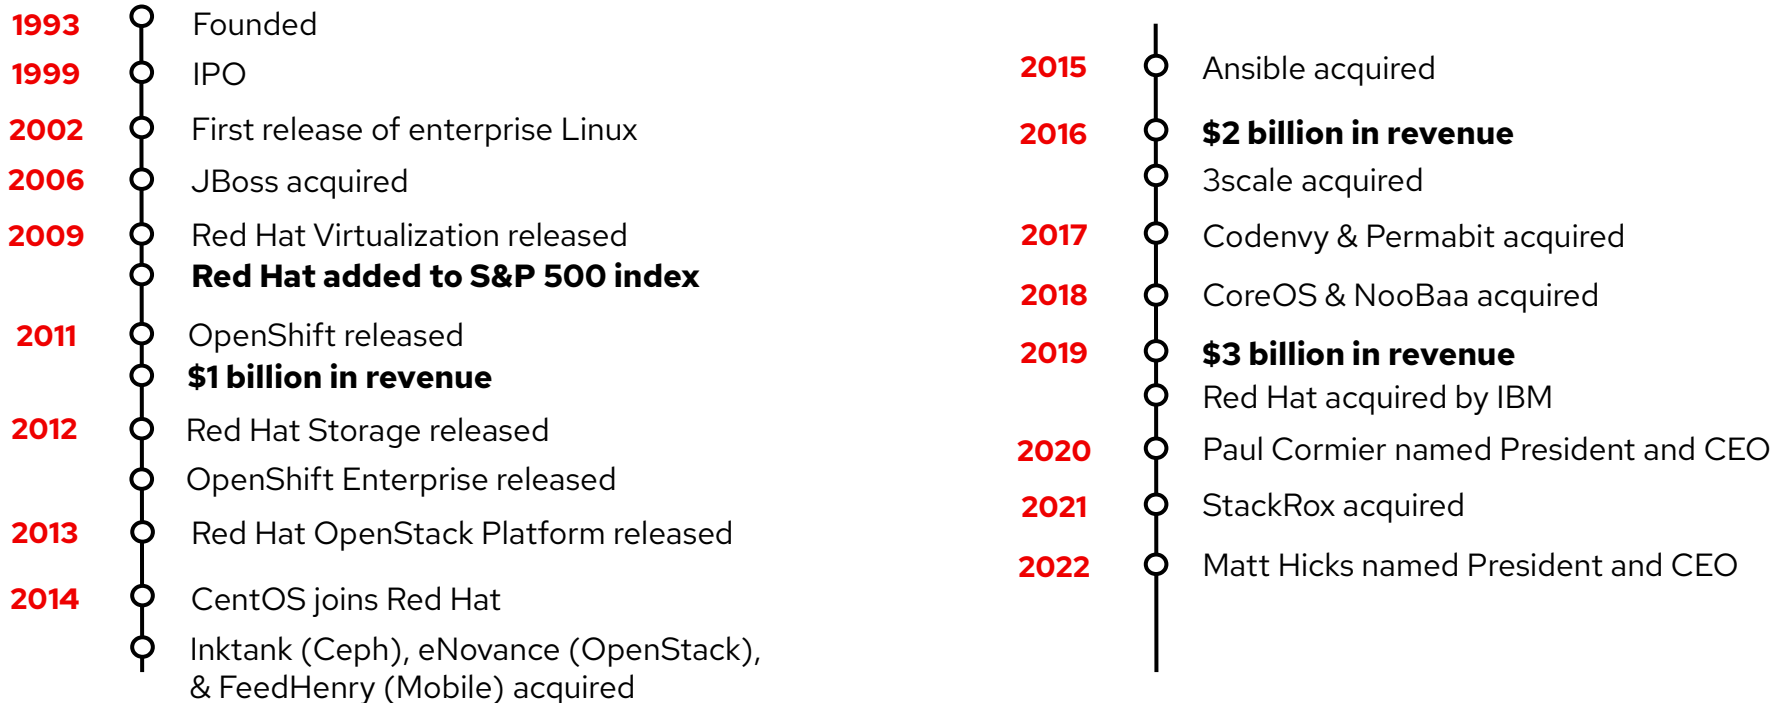 1993 Founded
1999 IPO
2002 First release of enterprise Linux
2006 JBoss acquired
2009 Red Hat Virtualization released
Red Hat added to S&P 500 index
2011 OpenShift released
$1 billion in revenue
2012 Red Hat Storage released
OpenShift Enterprise released
2013 Red Hat OpenStack Platform released
2014 CentOS joins Red Hat
Inktank (Ceph), eNovance (OpenStack),
& FeedHenry (Mobile) acquired
2015 Ansible acquired
2016 $2 billion in revenue
3scale acquired
2017 Codenvy & Permabit acquired
2018 CoreOS & NooBaa acquired
2019 $3 billion in revenue
Red Hat acquired by IBM
2020 Paul Cormier named President and CEO
2021 StackRox acquired
2022 Matt Hicks named President and CEO